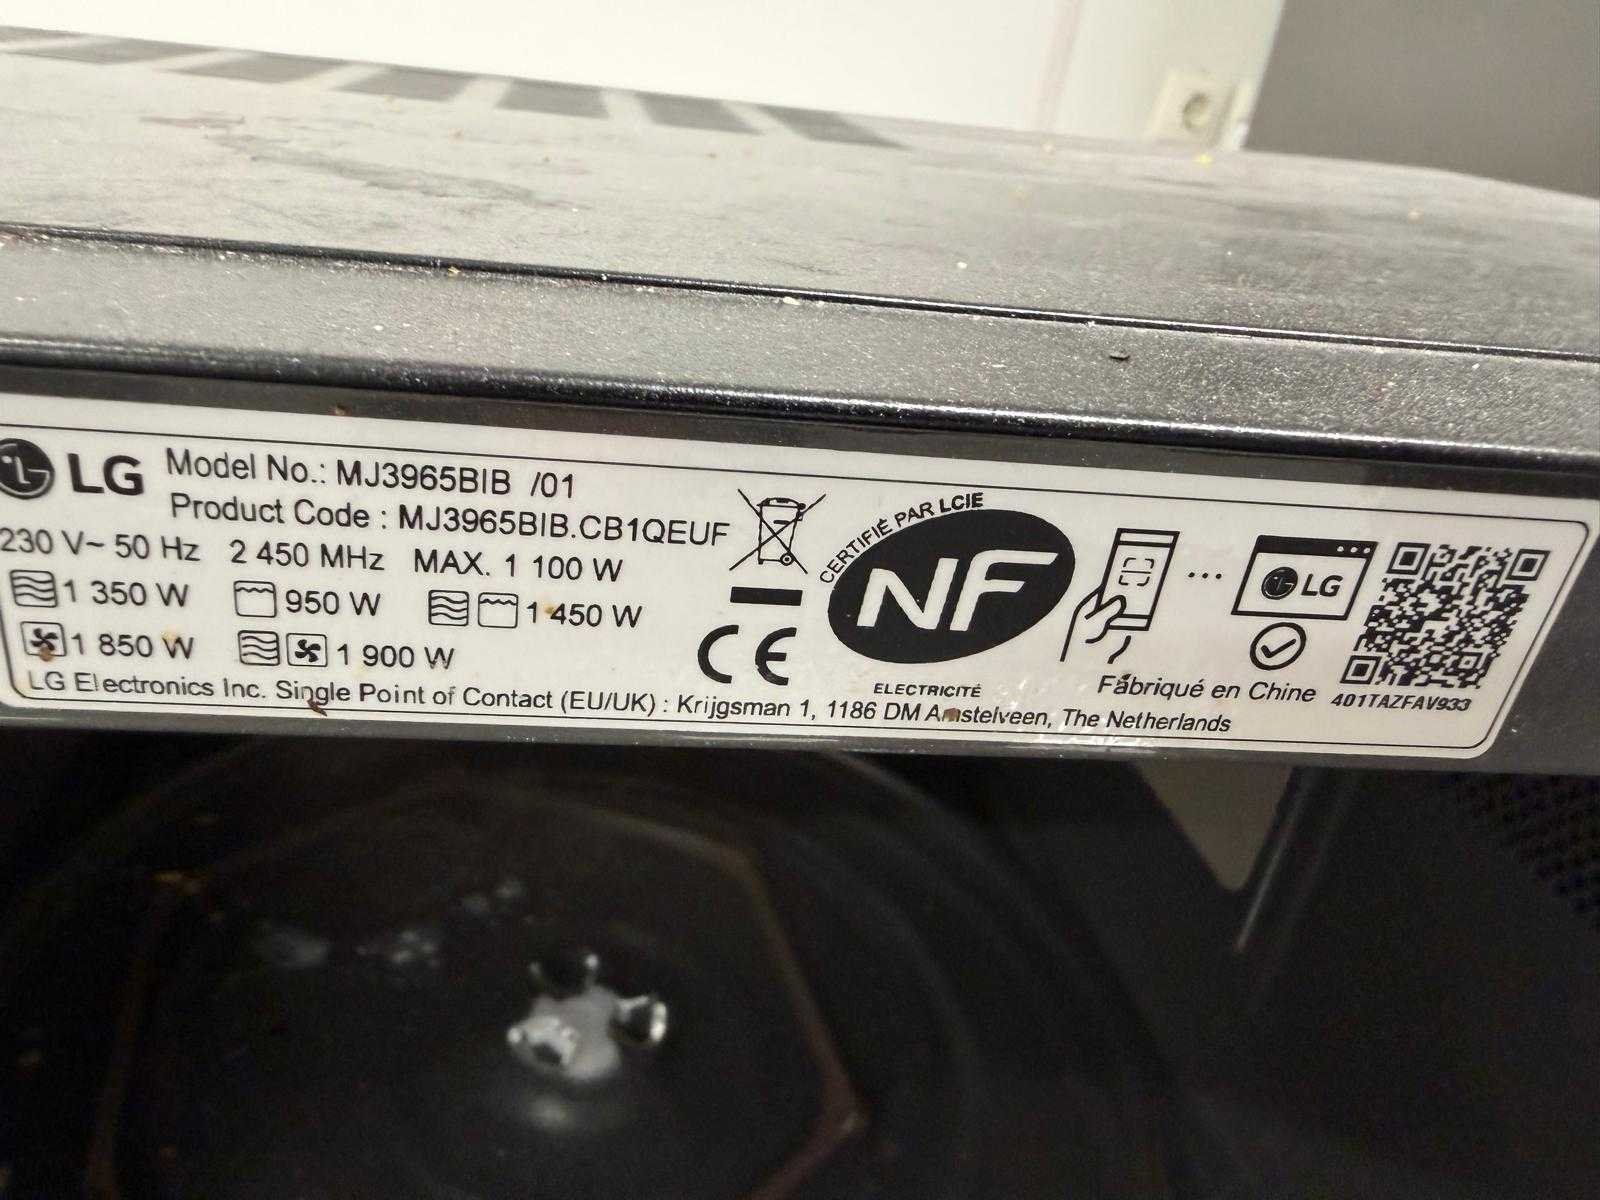 LG
Model No.: MJ3965BIB /01
Product Code : MJ3965BIB.CB1QEUF
230 V~ 50 Hz 2 450 MHz MAX. 1 100 W
1 350 W 950 W 1 450 W
1 850 W 1 900 W
LG Electronics Inc. Single Point of Contact (EU/UK) : Krijgsman 1, 1186 DM Amstelveen, The Netherlands
CE
CERTIFIÉ PAR LCIE
NF
ELECTRICITÉ
LG
Fabriqué en Chine
401TAZFAV933